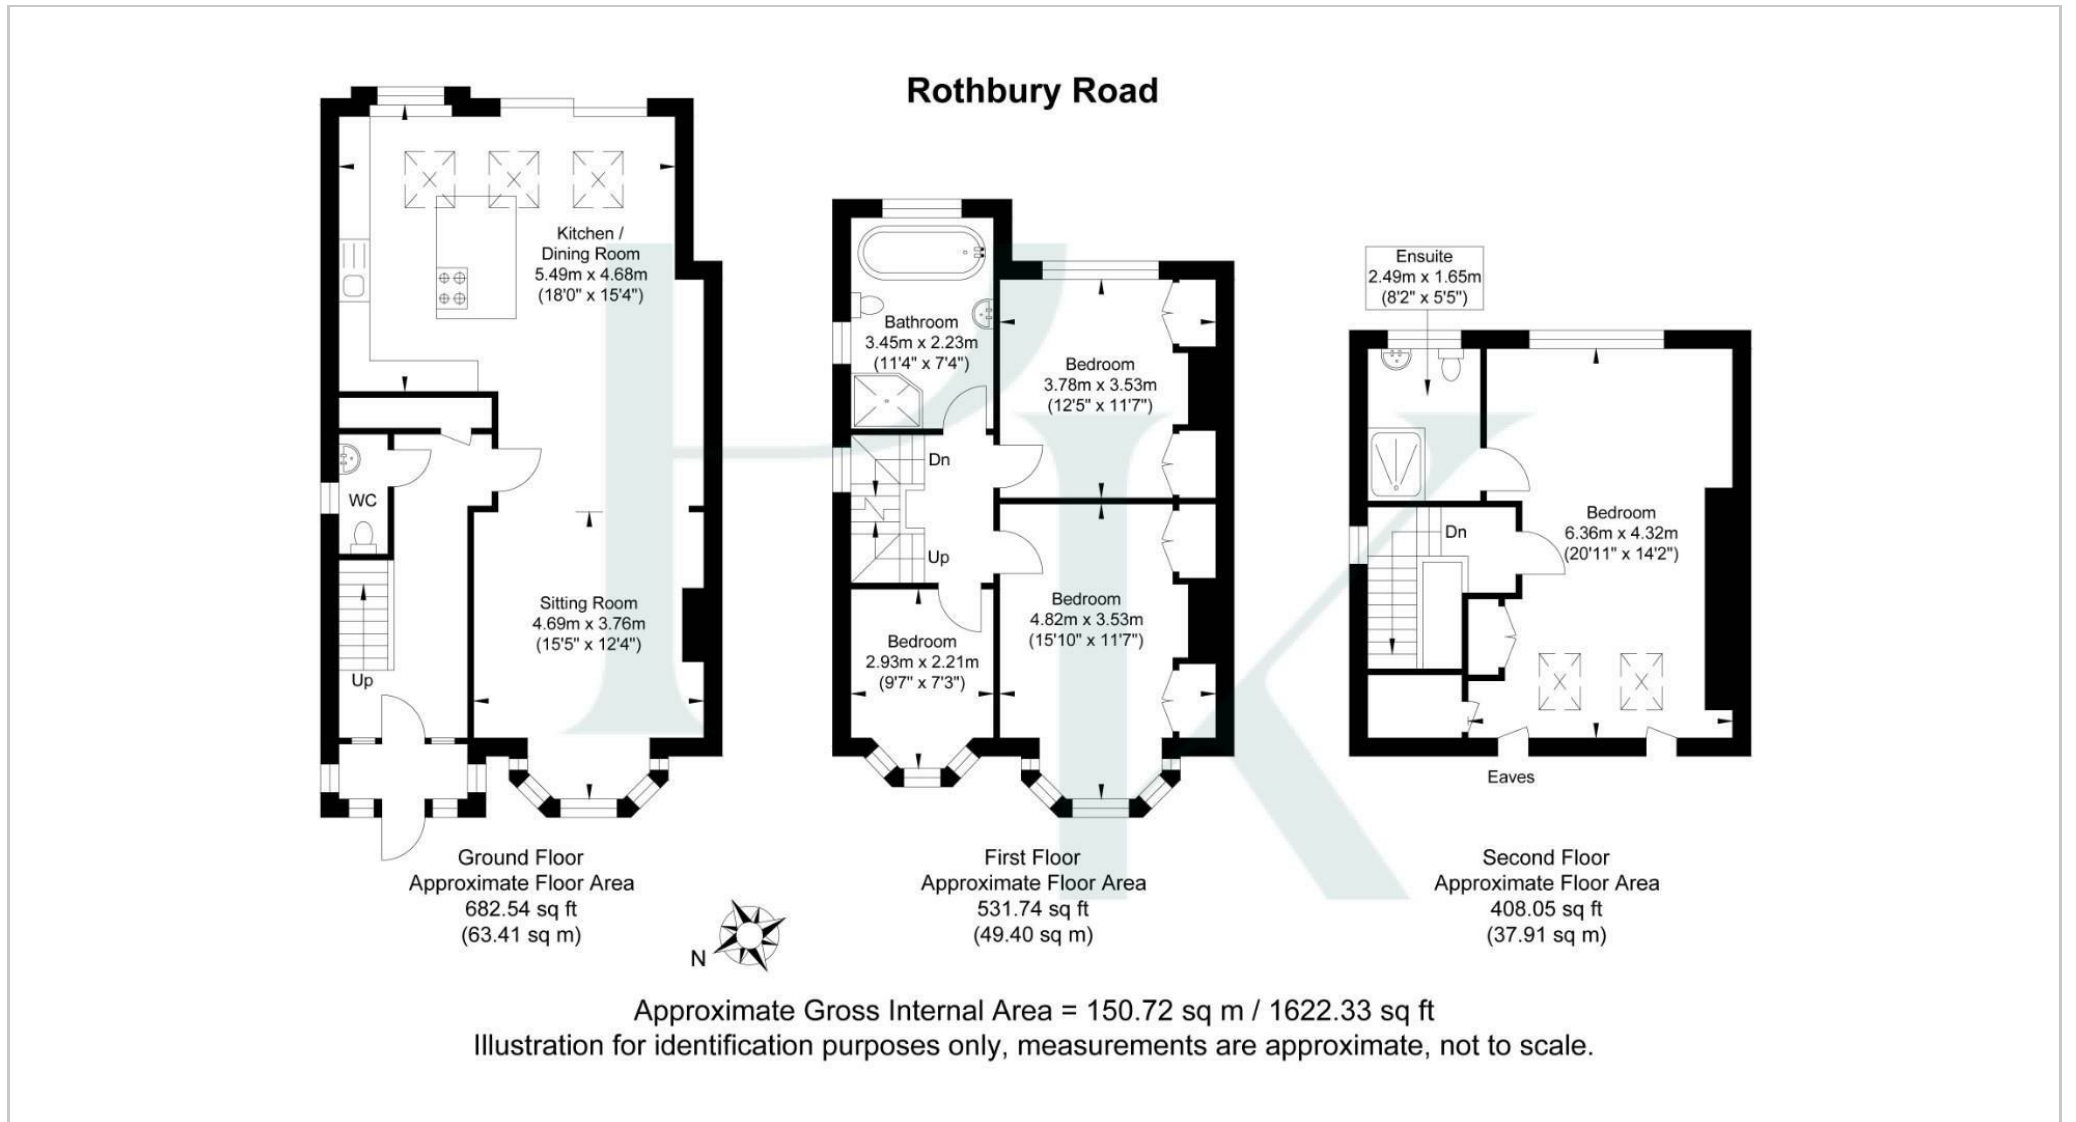 Rothbury Road
Kitchen /
Dining Room
5.49m x 4.68m
(18'0" x 15'4")
WC
Sitting Room
4.69m x 3.76m
(15'5" x 12'4")
Up
Ground Floor
Approximate Floor Area
682.54 sq ft
(63.41 sq m)
Bathroom
3.45m x 2.23m
(11'4" x 7'4")
Bedroom
3.78m x 3.53m
(12'5" x 11'7")
Dn
Up
Bedroom
4.82m x 3.53m
(15'10" x 11'7")
Bedroom
2.93m x 2.21m
(9'7" x 7'3")
First Floor
Approximate Floor Area
531.74 sq ft
(49.40 sq m)
Ensuite
2.49m x 1.65m
(8'2" x 5'5")
Bedroom
6.36m x 4.32m
(20'11" x 14'2")
Dn
Eaves
Second Floor
Approximate Floor Area
408.05 sq ft
(37.91 sq m)
N
PK
Approximate Gross Internal Area = 150.72 sq m / 1622.33 sq ft
Illustration for identification purposes only, measurements are approximate, not to scale.